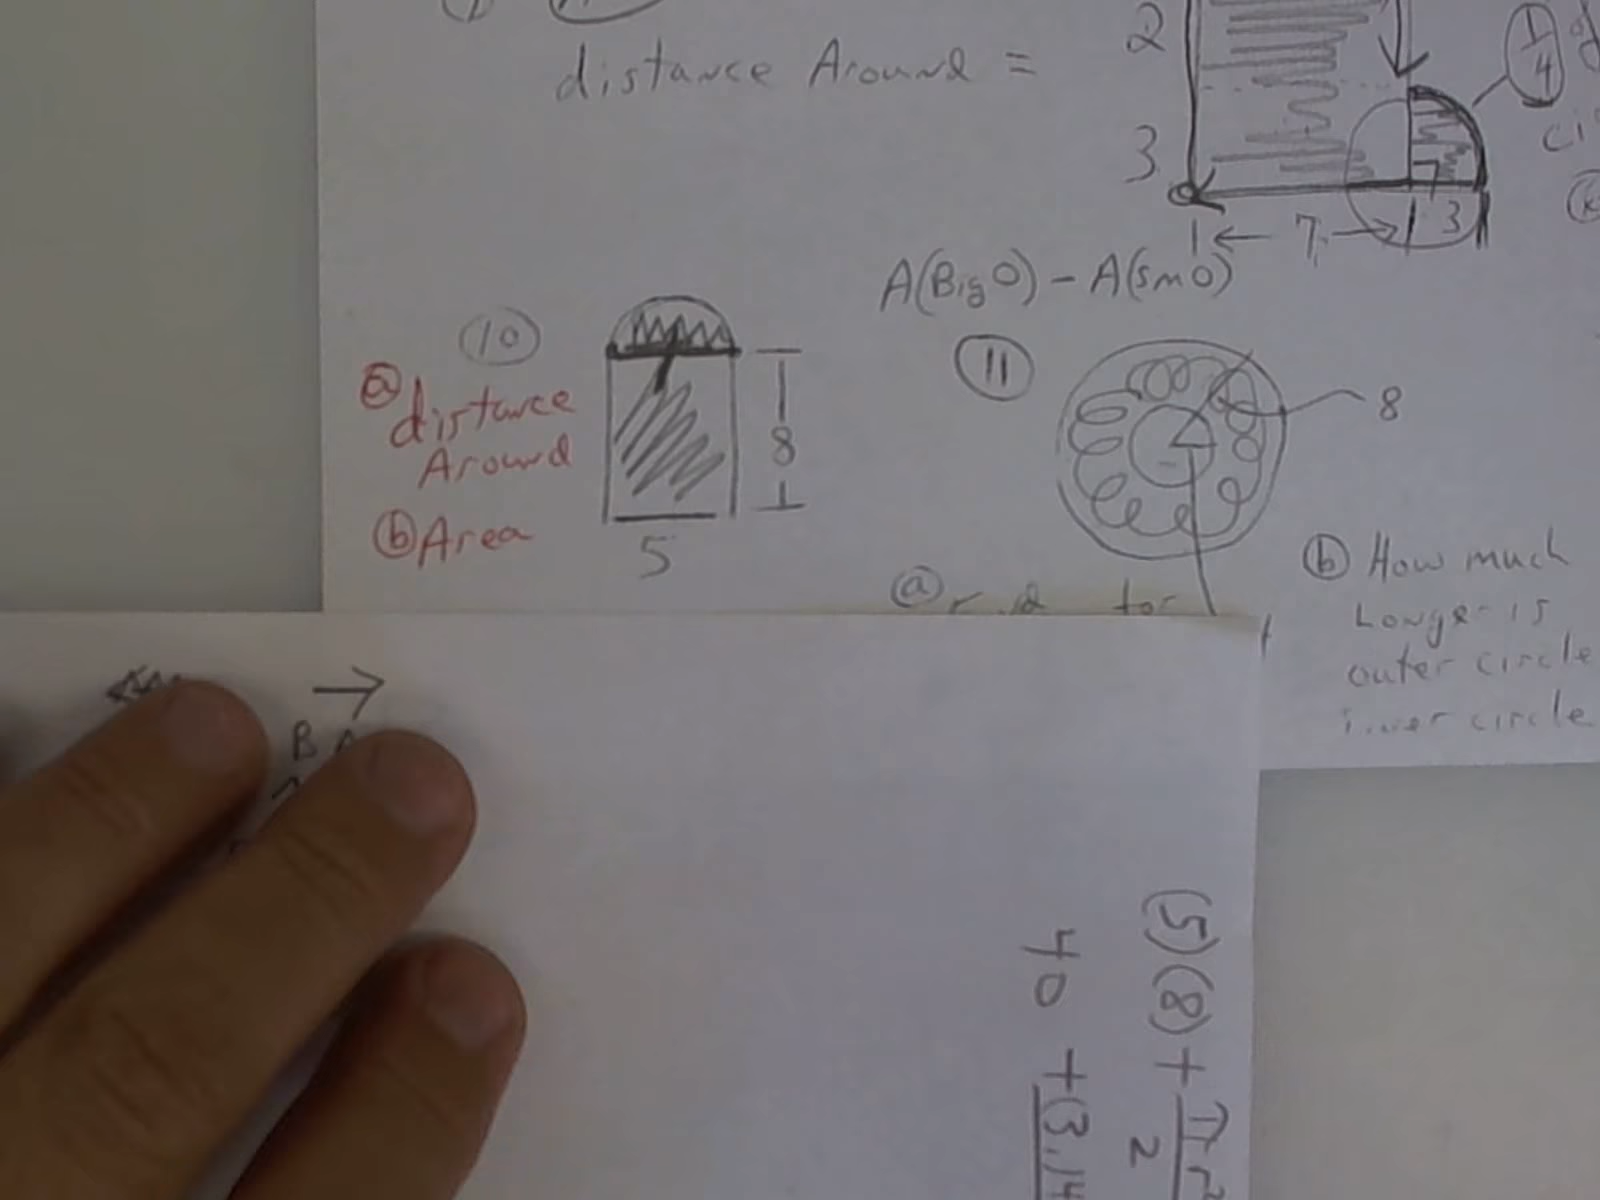 distance Around =
2
3
1/4
7
3
A(Big O) - A(sm O)
10
a distance
Around
b Area
8
5
11
8
a
b How much
Longer is
outer circle
inner circle
B A
(5)(8) + πr²/2
40 + (3.14